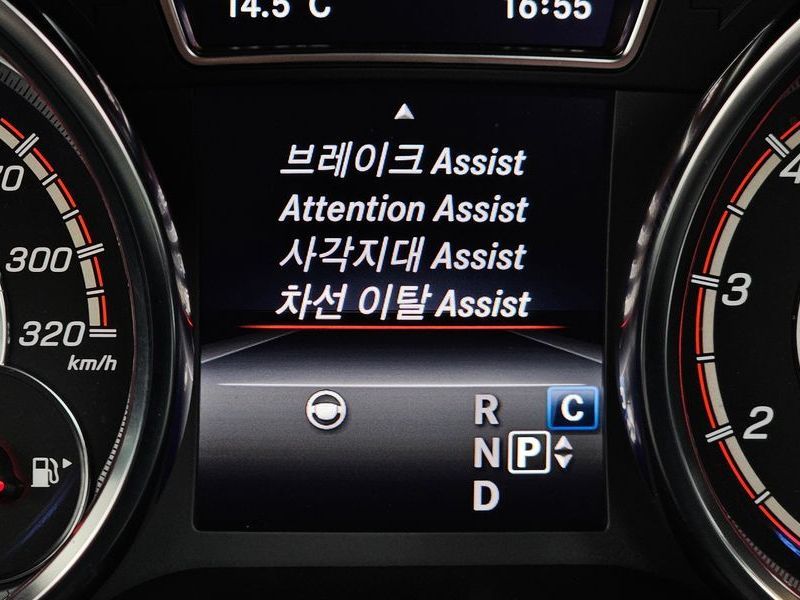 14.5 °C
16:55
브레이크 Assist
Attention Assist
사각지대 Assist
차선 이탈 Assist
300
320
km/h
R
C
N P
D
4
3
2